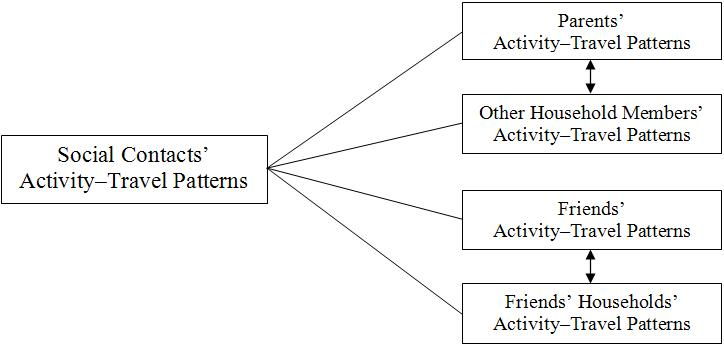 Parents’
Activity–Travel Patterns
Other Household Members’
Activity–Travel Patterns
Social Contacts’
Activity–Travel Patterns
Friends’
Activity–Travel Patterns
Friends’ Households’
Activity–Travel Patterns